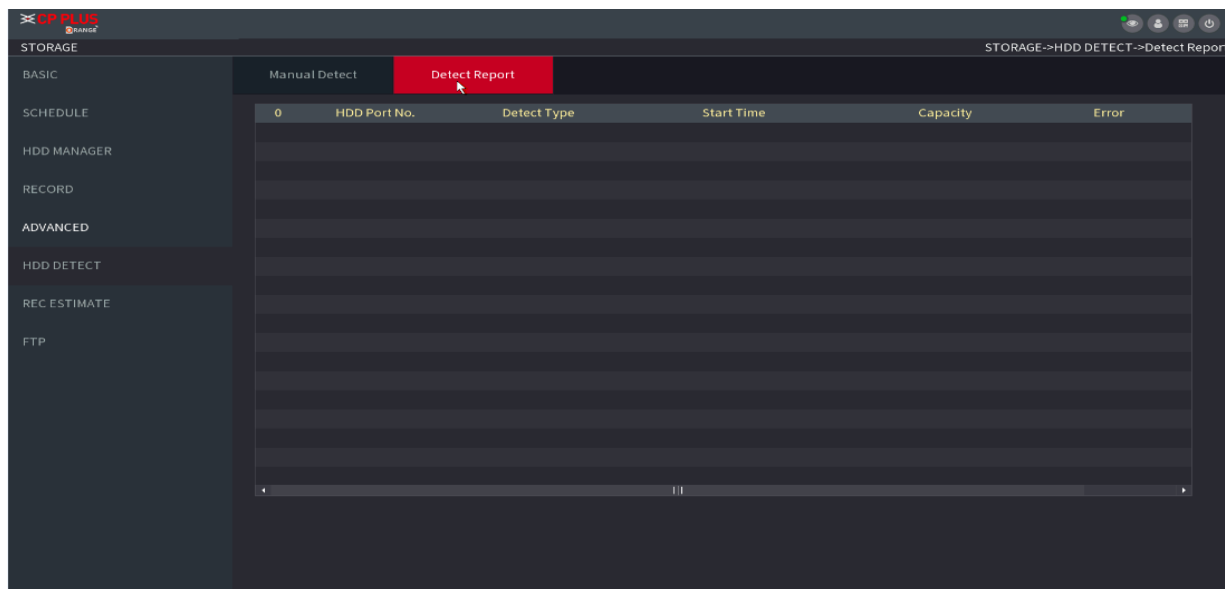 CP PLUS
ORANGE
STORAGE
STORAGE->HDD DETECT->Detect Repor
BASIC
SCHEDULE
HDD MANAGER
RECORD
ADVANCED
HDD DETECT
REC ESTIMATE
FTP
Manual Detect Detect Report
0 HDD Port No. Detect Type Start Time Capacity Error